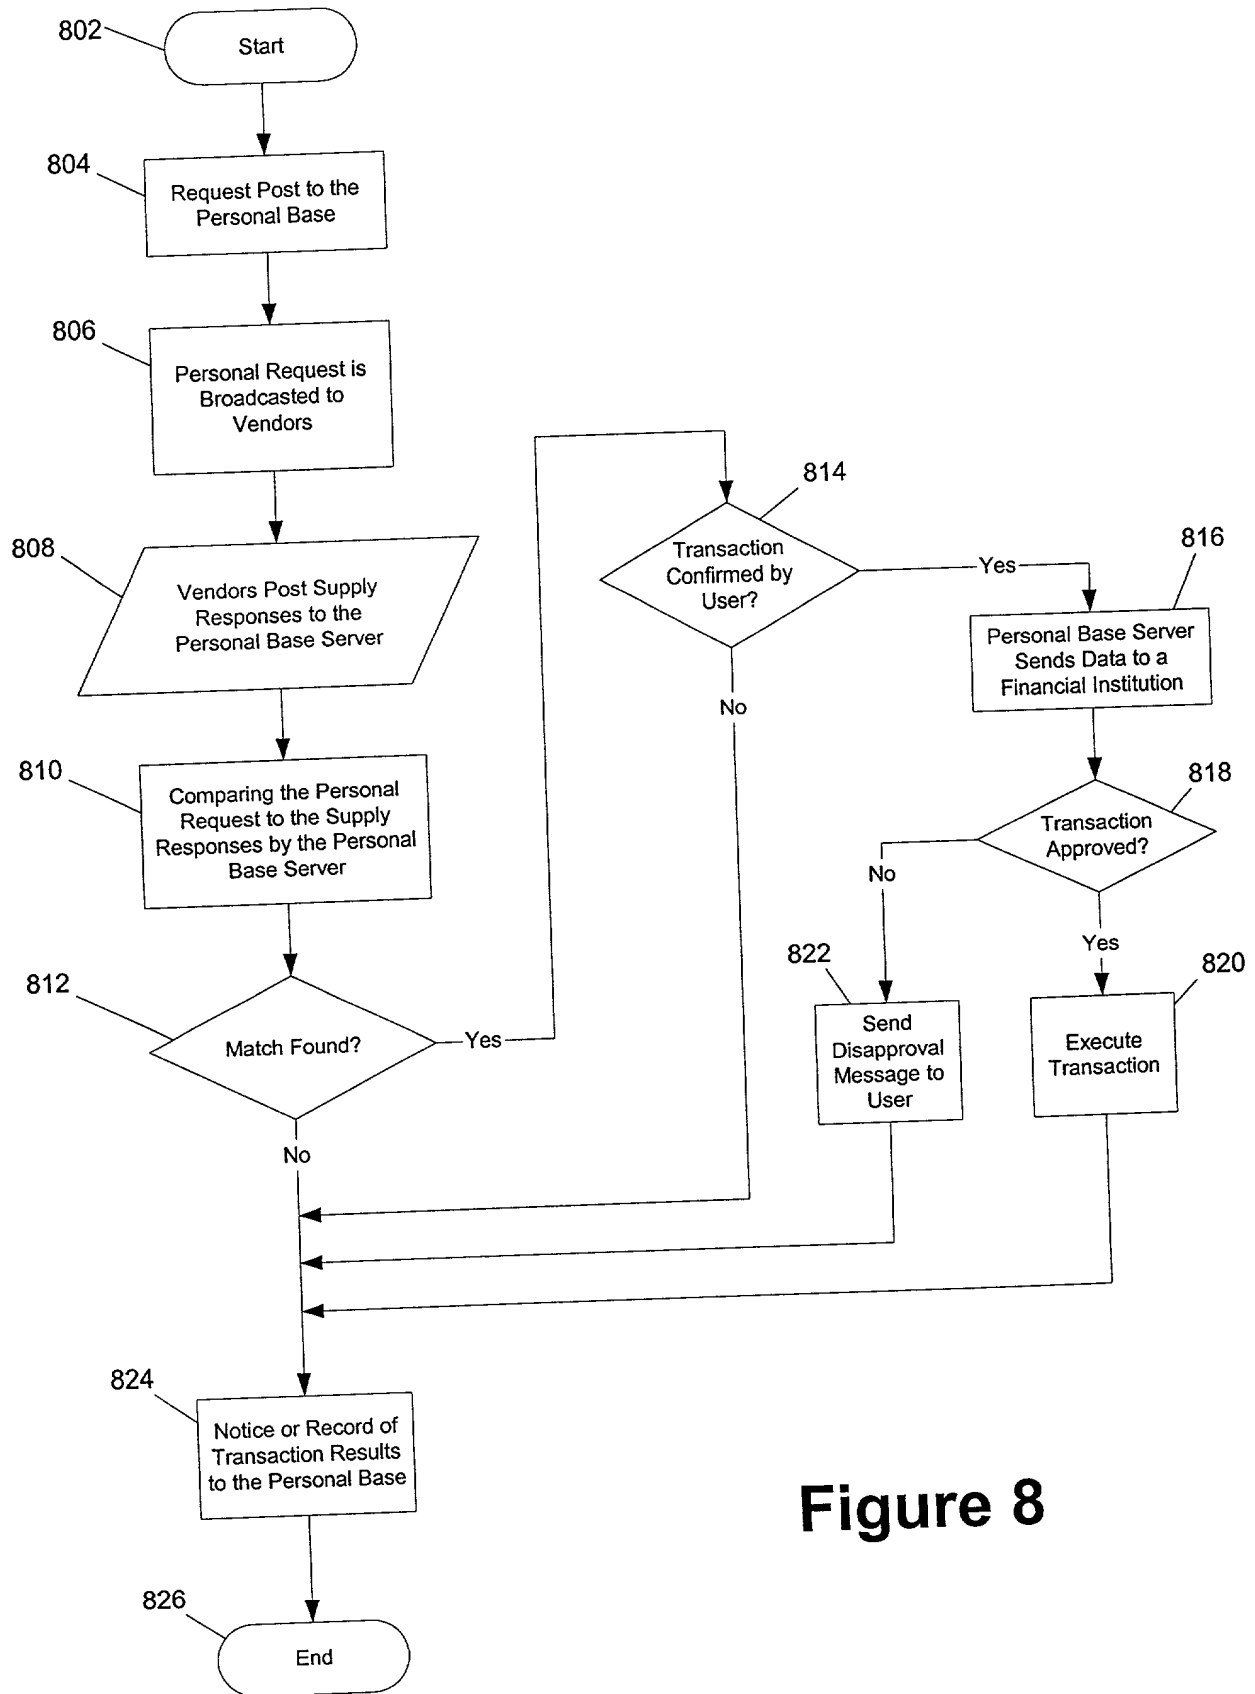 802
Start
804
Request Post to the
Personal Base
806
Personal Request is
Broadcasted to
Vendors
808
Vendors Post Supply
Responses to the
Personal Base Server
810
Comparing the Personal
Request to the Supply
Responses by the Personal
Base Server
812
Match Found?
Yes
No
814
Transaction
Confirmed by
User?
Yes
No
816
Personal Base Server
Sends Data to a
Financial Institution
818
Transaction
Approved?
No
Yes
822
Send
Disapproval
Message to
User
820
Execute
Transaction
824
Notice or Record of
Transaction Results
to the Personal Base
826
End
Figure 8